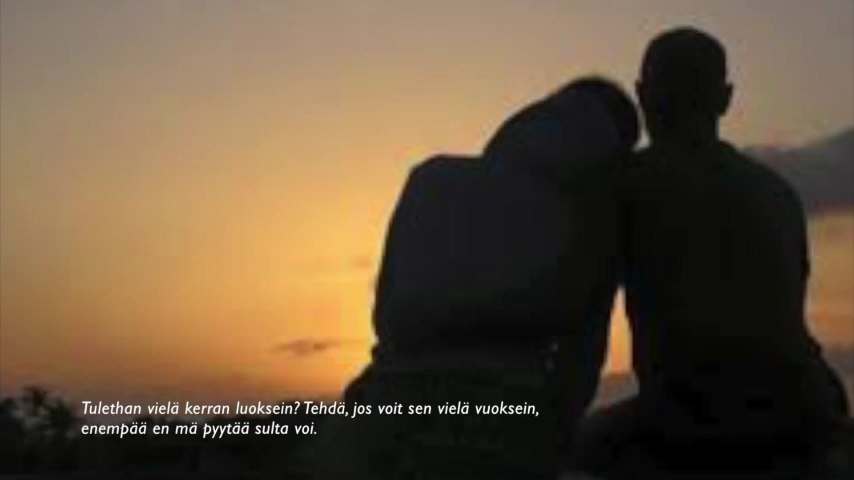 Tulethan vielä kerran luoksein? Tehdä, jos voit sen vielä vuoksein,
enempää en mä pyytää sulta voi.